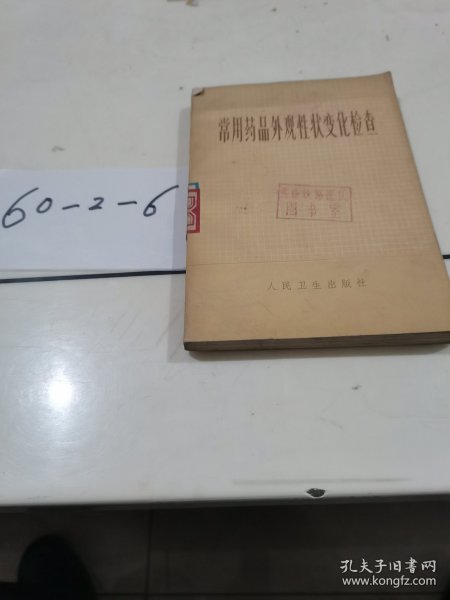 常用药品外观性状变化检查
图书室
人民卫生出版社
60-2-6
孔夫子旧书网
www.kongfz.com